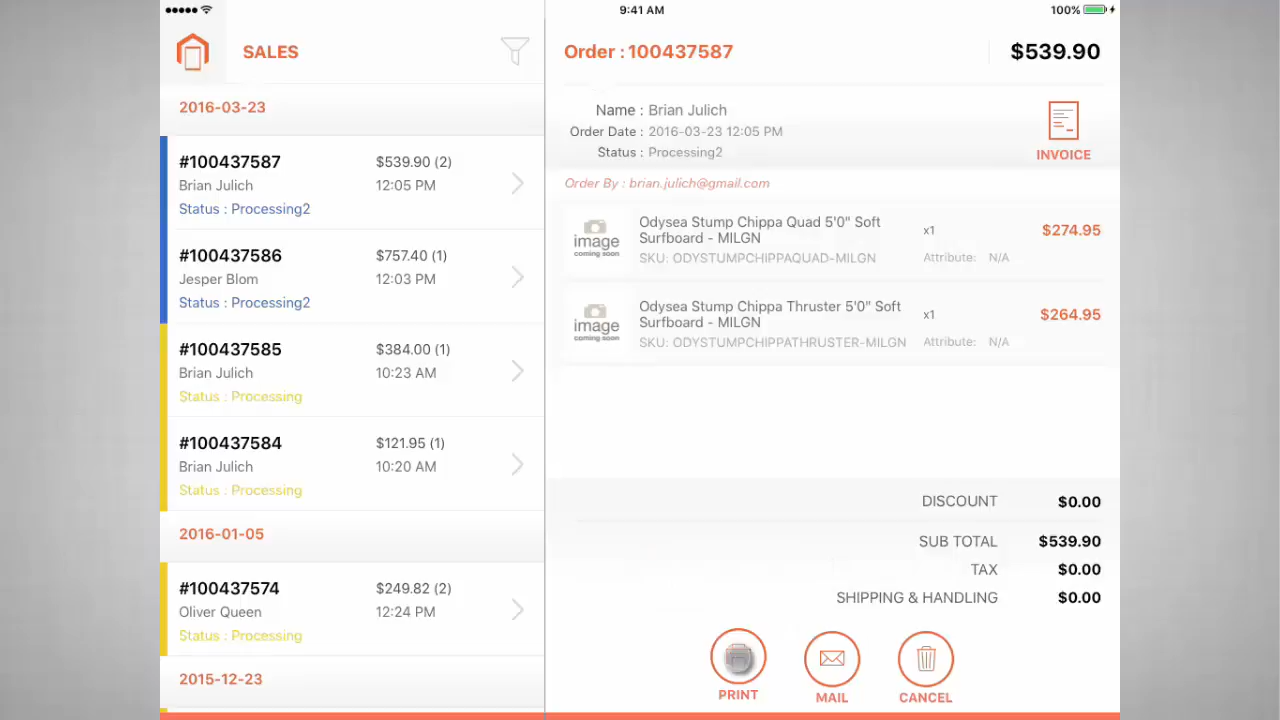 9:41 AM
100%
SALES
2016-03-23
#100437587
$539.90 (2)
Brian Julich
12:05 PM
Status : Processing2
#100437586
$757.40 (1)
Jesper Blom
12:03 PM
Status : Processing2
#100437585
$384.00 (1)
Brian Julich
10:23 AM
Status : Processing
#100437584
$121.95 (1)
Brian Julich
10:20 AM
Status : Processing
2016-01-05
#100437574
$249.82 (2)
Oliver Queen
12:24 PM
Status : Processing
2015-12-23
Order : 100437587
$539.90
Name : Brian Julich
Order Date : 2016-03-23 12:05 PM
Status : Processing2
INVOICE
Order By : brian.julich@gmail.com
image
coming soon
Odysea Stump Chippa Quad 5'0" Soft
Surfboard - MILGN
SKU: ODYSTUMPCHIPPAQUAD-MILGN
x1
Attribute: N/A
$274.95
image
coming soon
Odysea Stump Chippa Thruster 5'0" Soft
Surfboard - MILGN
SKU: ODYSTUMPCHIPPATHRUSTER-MILGN
x1
Attribute: N/A
$264.95
DISCOUNT $0.00
SUB TOTAL $539.90
TAX $0.00
SHIPPING & HANDLING $0.00
PRINT
MAIL
CANCEL